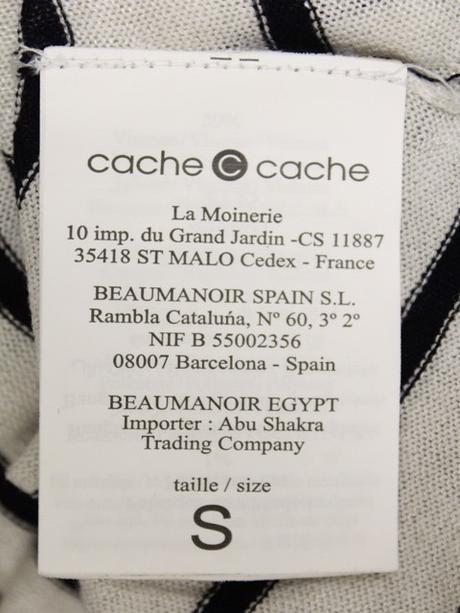 cache C cache
La Moinerie
10 imp. du Grand Jardin -CS 11887
35418 ST MALO Cedex - France
BEAUMANOIR SPAIN S.L.
Rambla Cataluńa, Nº 60, 3º 2º
NIF B 55002356
08007 Barcelona - Spain
BEAUMANOIR EGYPT
Importer : Abu Shakra
Trading Company
taille / size
S